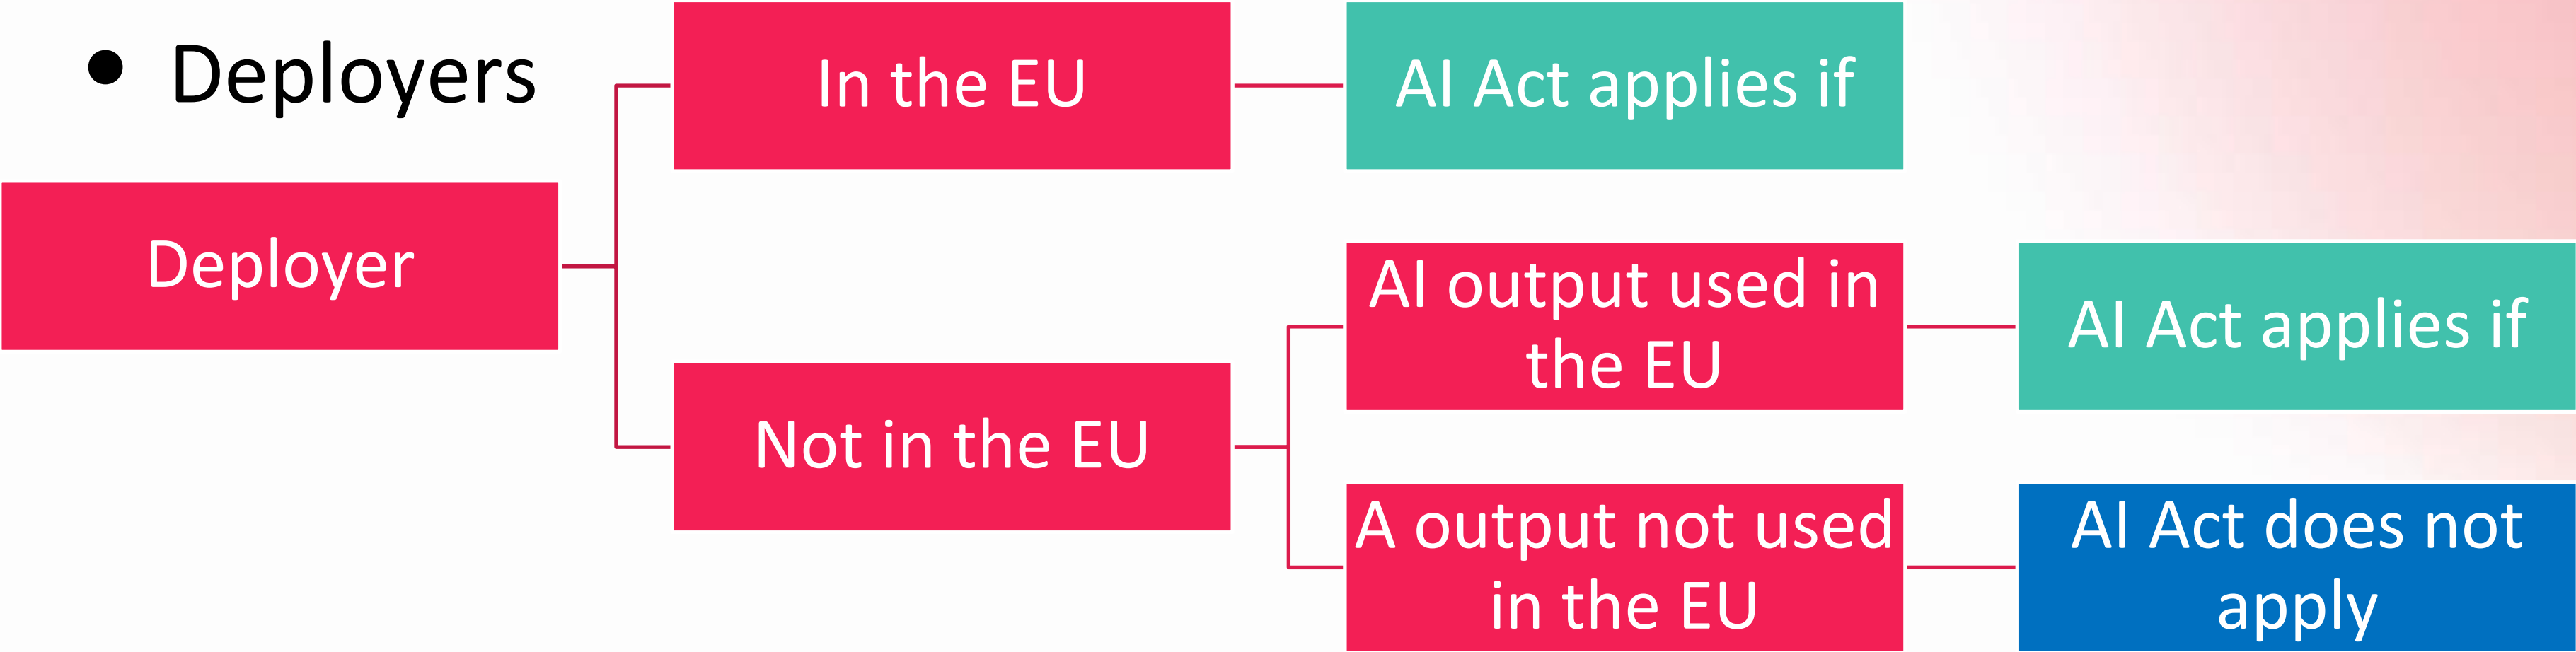 • Deployers
Deployer
In the EU
AI Act applies if
Not in the EU
AI output used in
the EU
AI Act applies if
A output not used
in the EU
AI Act does not
apply